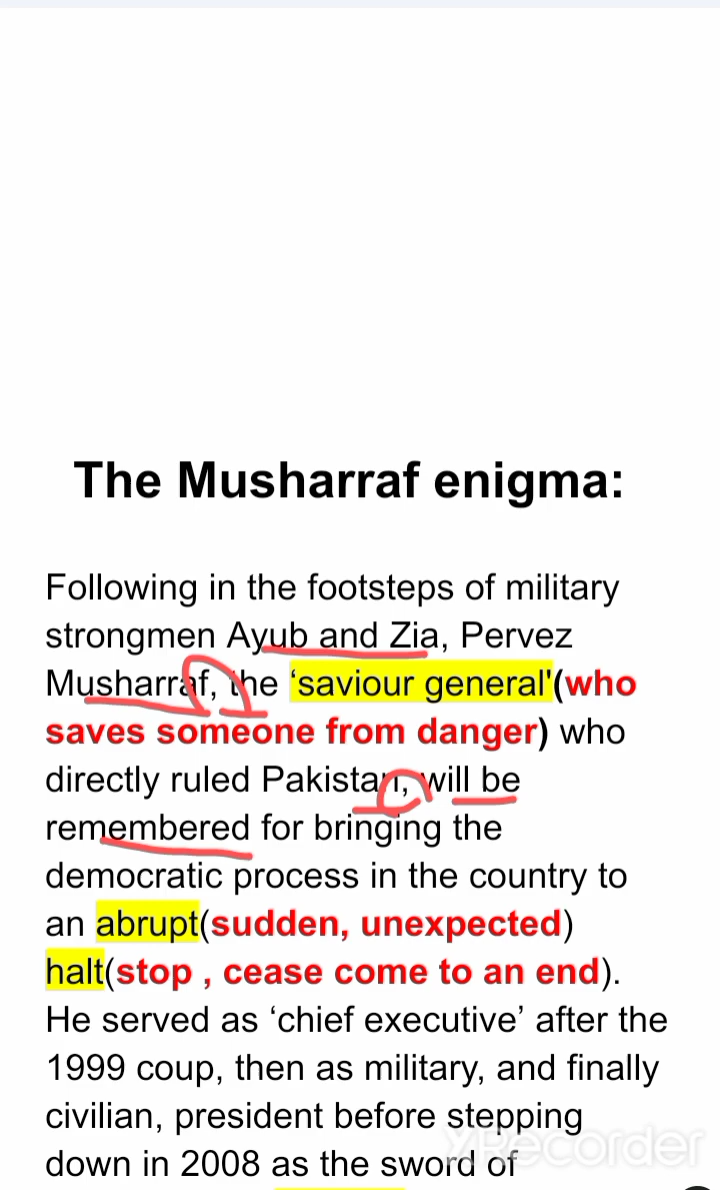 The Musharraf enigma:
Following in the footsteps of military
strongmen Ayub and Zia, Pervez
Musharraf, the ‘saviour general'(who
saves someone from danger) who
directly ruled Pakistan, will be
remembered for bringing the
democratic process in the country to
an abrupt(sudden, unexpected)
halt(stop , cease come to an end).
He served as ‘chief executive’ after the
1999 coup, then as military, and finally
civilian, president before stepping
down in 2008 as the sword of
XRecorder